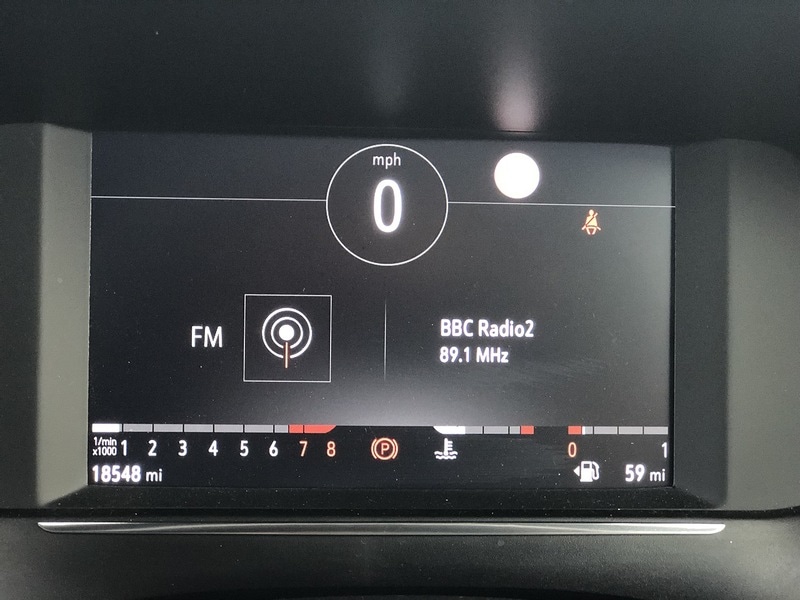 mph
0
FM
BBC Radio2
89.1 MHz
1/min x1000 1 2 3 4 5 6 7 8 (P) 0 1
18548 mi 59 mi